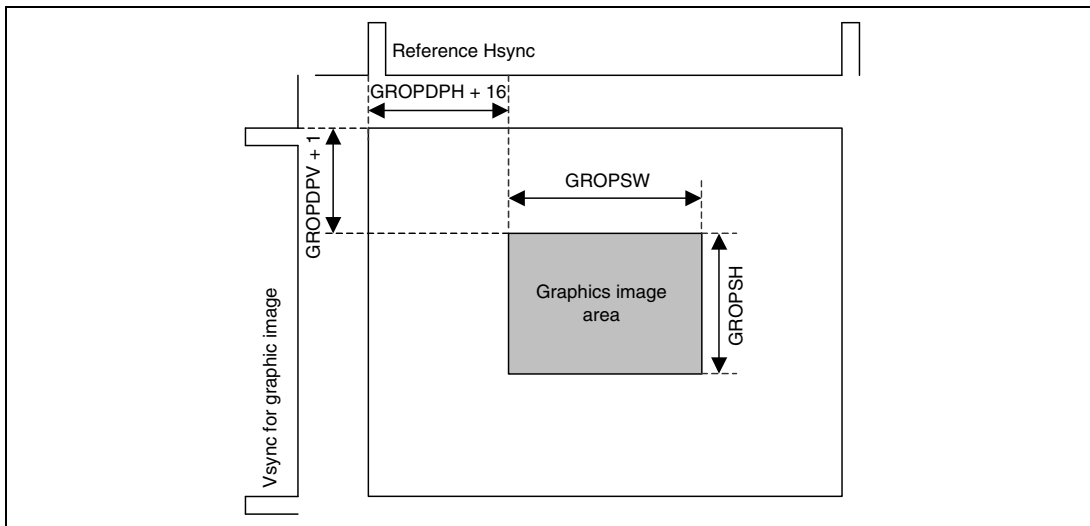 Reference Hsync
GROPDPH + 16
GROPDPV + 1
GROPSW
Graphics image
area
GROPSH
Vsync for graphic image